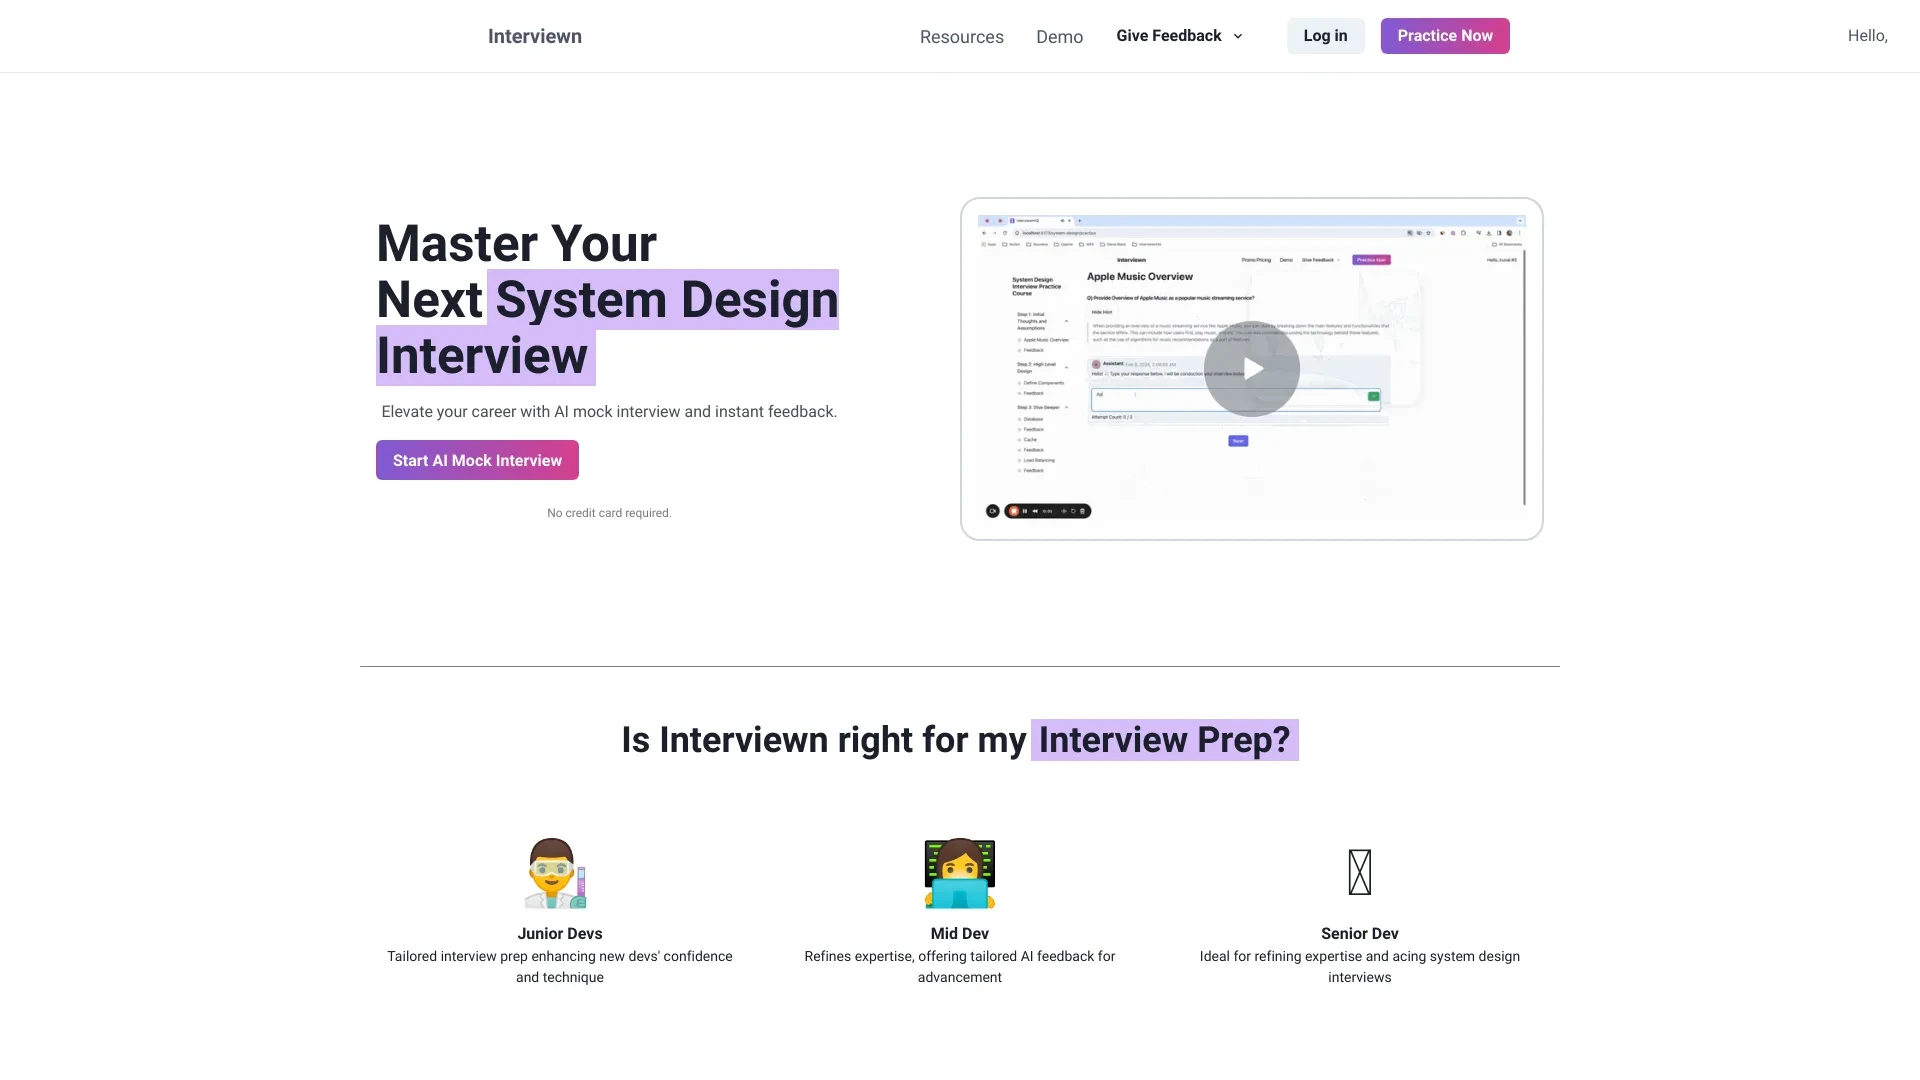 Interviewn
Resources
Demo
Give Feedback
Log in
Practice Now
Hello,
Master Your
Next System Design
Interview
Elevate your career with AI mock interview and instant feedback.
Start AI Mock Interview
No credit card required.
Interviewn
Demo
Give Feedback
Practice Now
System Design
Interview Practice
Course
Step 1: Initial
Thoughts and
Assumptions
Apple Music Overview
Feedback
Step 2: High Level
Design
Define Components
Feedback
Step 3: Dive Deeper
Database
Feedback
Cache
Feedback
Load Balancing
Feedback
Apple Music Overview
Q) Provide Overview of Apple Music as a popular music streaming service?
Hide Hint
Assistant
Attempt Count: 0 / 3
Next
Is Interviewn right for my Interview Prep?
Junior Devs
Tailored interview prep enhancing new devs' confidence
and technique
Mid Dev
Refines expertise, offering tailored AI feedback for
advancement
Senior Dev
Ideal for refining expertise and acing system design
interviews